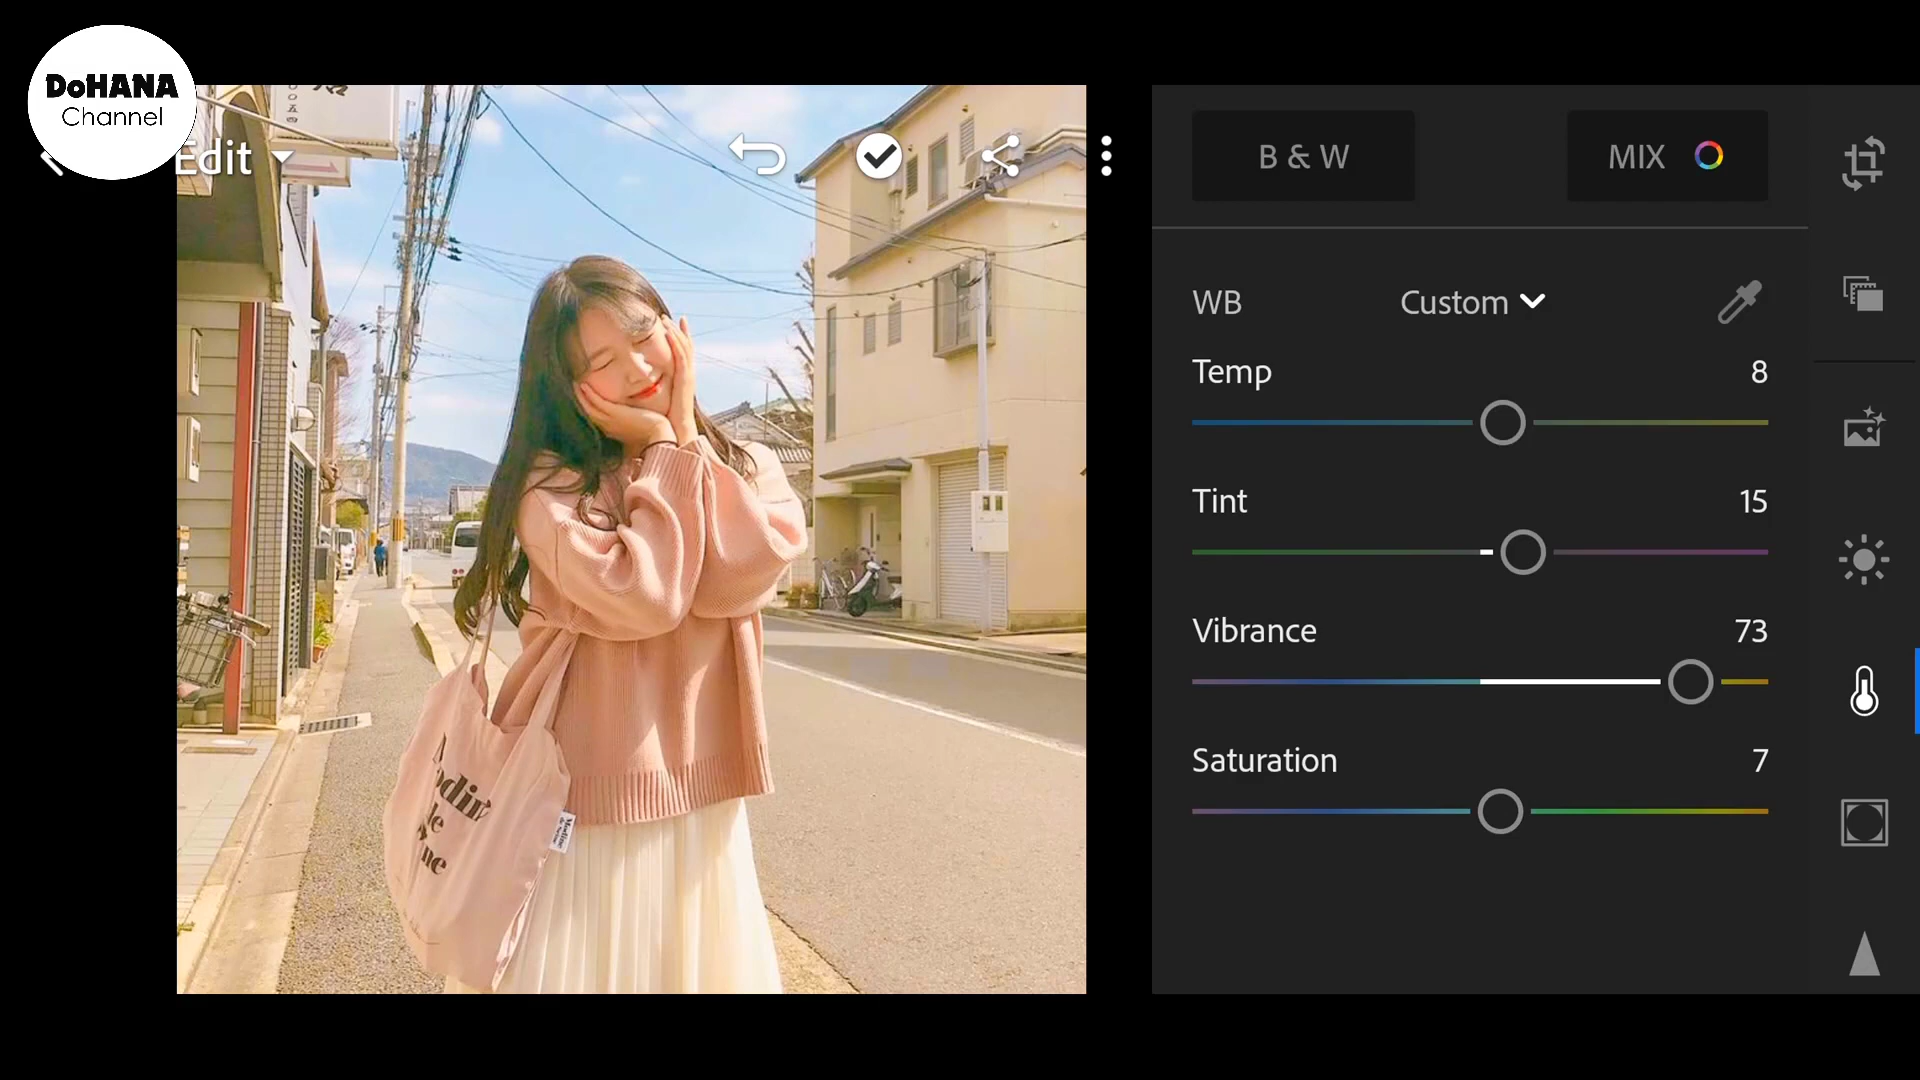 DoHANA
Channel
Edit
B & W
MIX
WB
Custom
Temp
8
Tint
15
Vibrance
73
Saturation
7